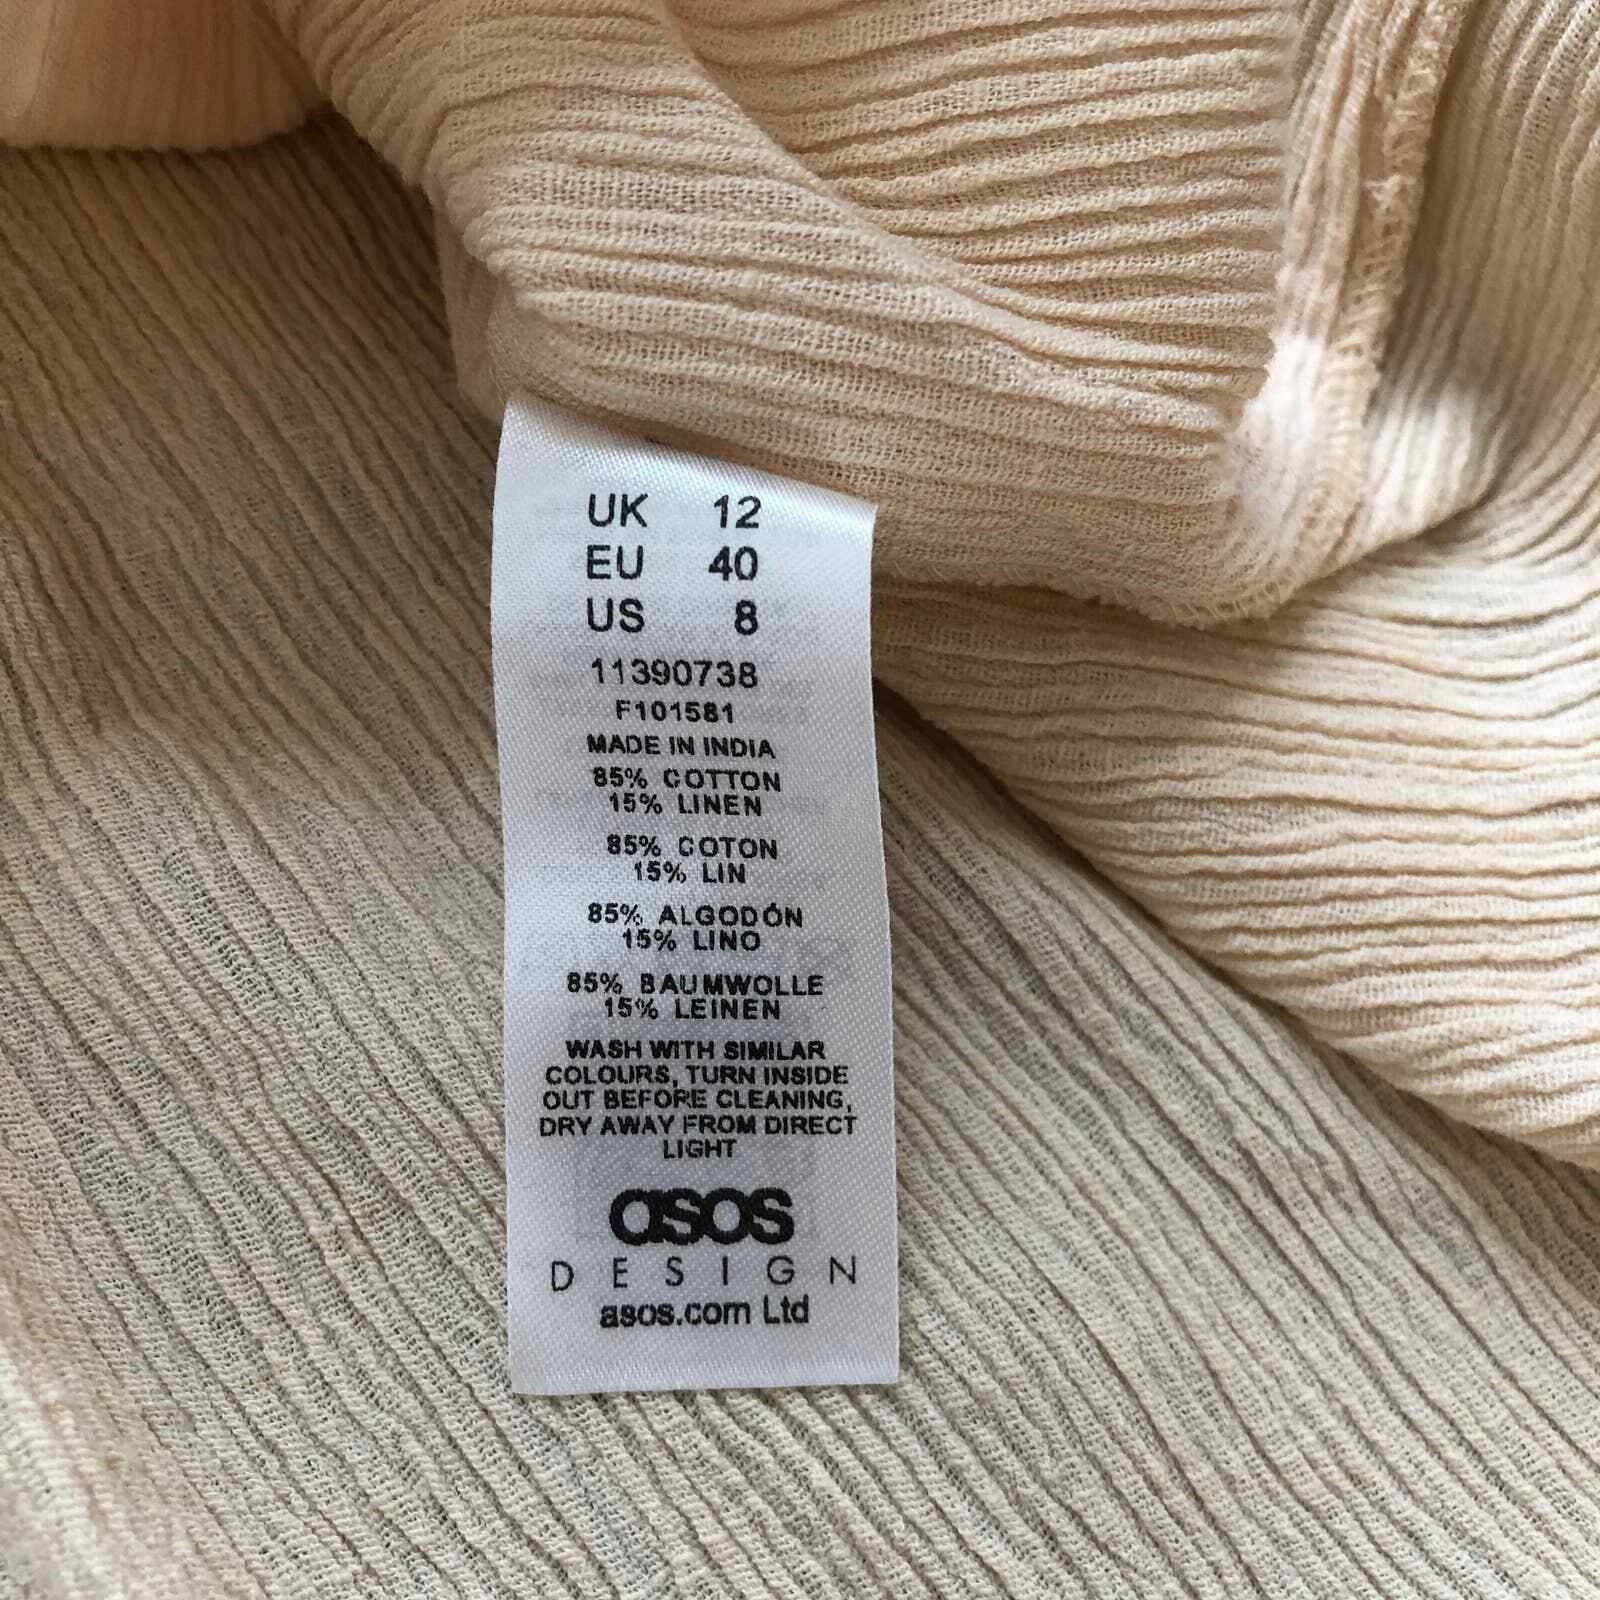 UK 12
EU 40
US 8
11390738
F101581
MADE IN INDIA
85% COTTON
15% LINEN
85% COTON
15% LIN
85% ALGODÓN
15% LINO
85% BAUMWOLLE
15% LEINEN
WASH WITH SIMILAR
COLOURS, TURN INSIDE
OUT BEFORE CLEANING,
DRY AWAY FROM DIRECT
LIGHT
asos
DESIGN
asos.com Ltd